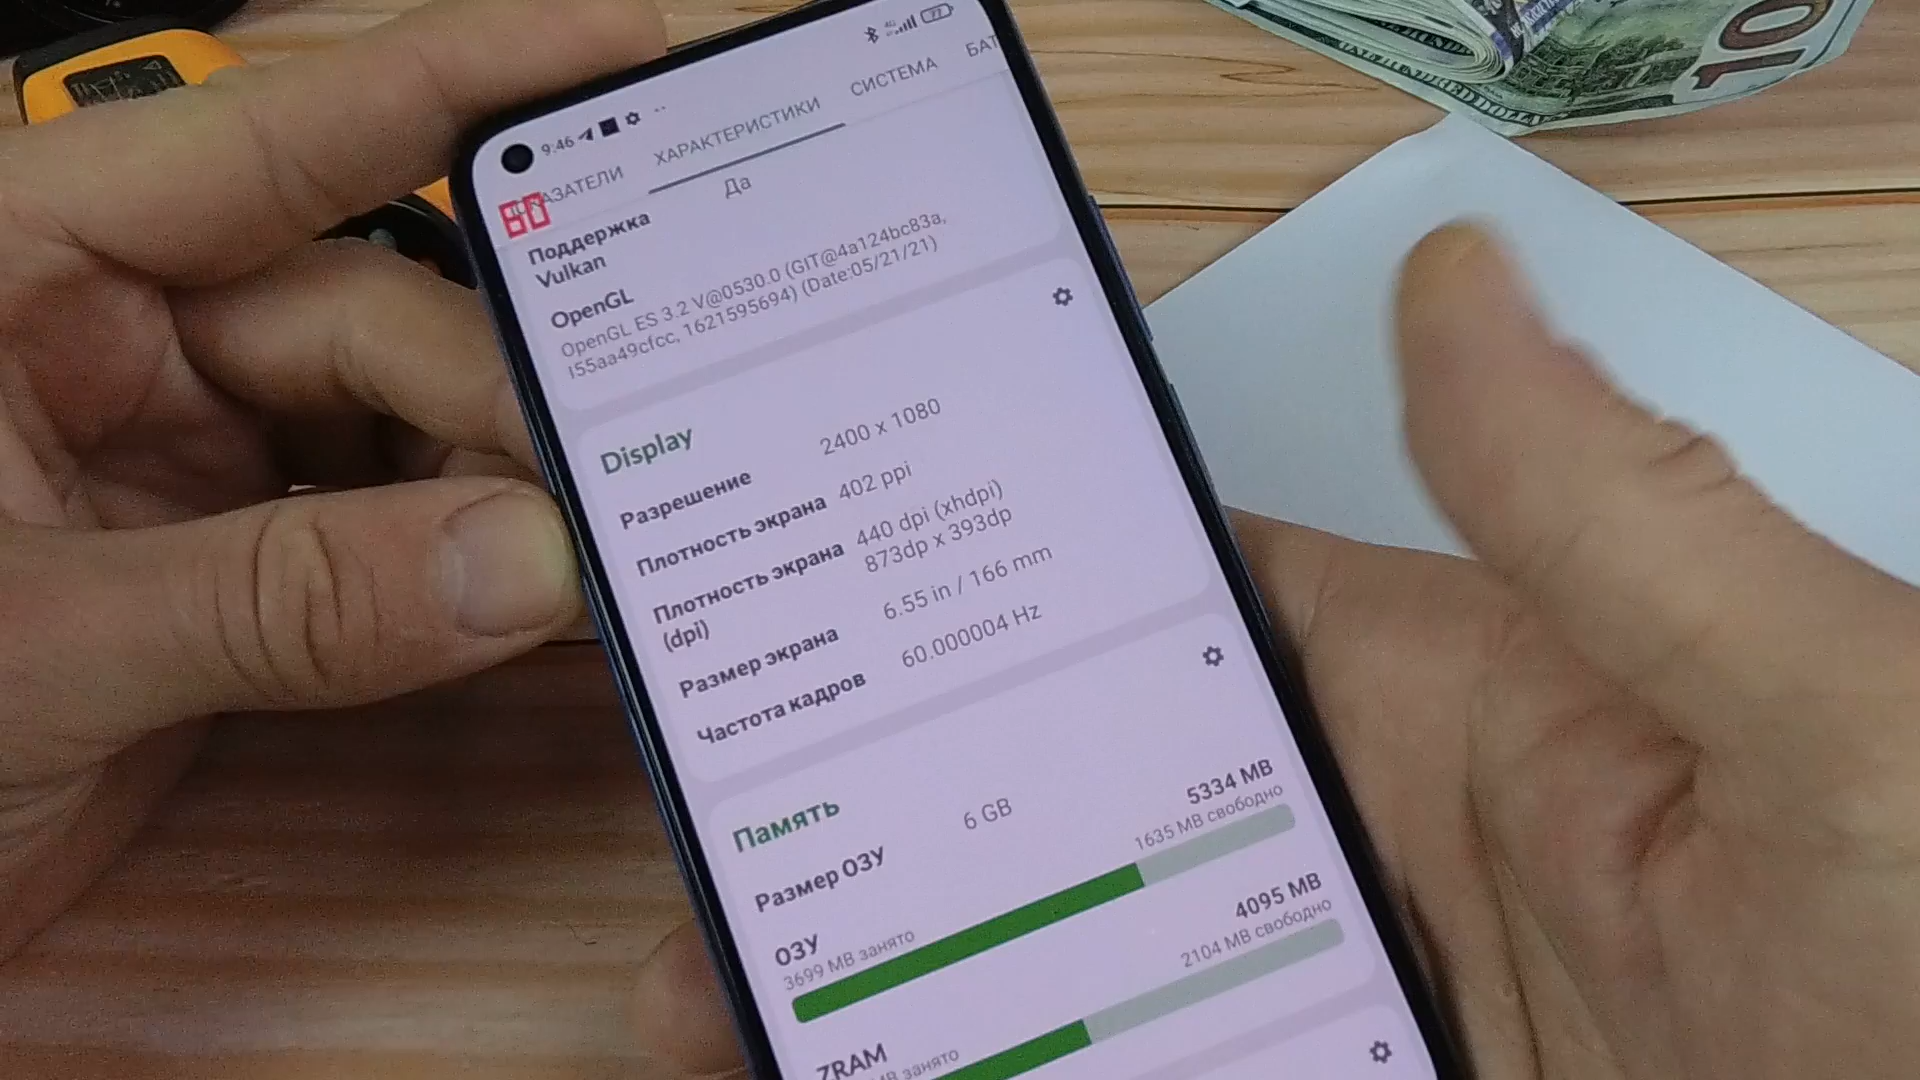 9:46
77
ХАРАКТЕРИСТИКИ
СИСТЕМА
БАТ
60
Да
Поддержка
Vulkan
OpenGL
OpenGL ES 3.2 V@0530.0 (GIT@4a124bc83a,
I55aa49cfcc, 1621595694) (Date:05/21/21)
Display
Разрешение 2400 x 1080
Плотность экрана 402 ppi
Плотность экрана 440 dpi (xhdpi)
(dpi) 873dp x 393dp
Размер экрана 6.55 in / 166 mm
Частота кадров 60.000004 Hz
Память
Размер ОЗУ 6 GB
ОЗУ 5334 MB
3699 MB занято 1635 MB свободно
ZRAM 4095 MB
MB занято 2104 MB свободно